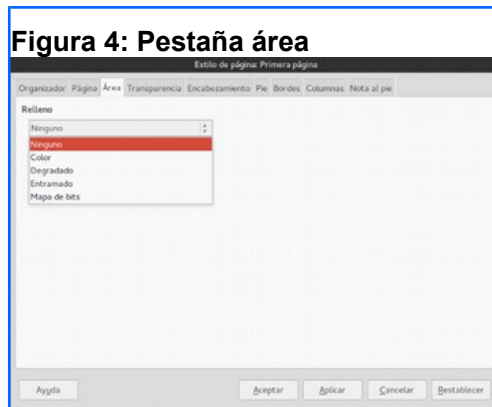 Figura 4: Pestaña área
Estilo de página: Primera página
Organizador Página Área Transparencia Encabezamiento Pie Bordes Columnas Nota al pie
Relleno
Ninguno
Ninguno
Color
Degradado
Entramado
Mapa de bits
Ayuda Aceptar Aplicar Cancelar Restablecer